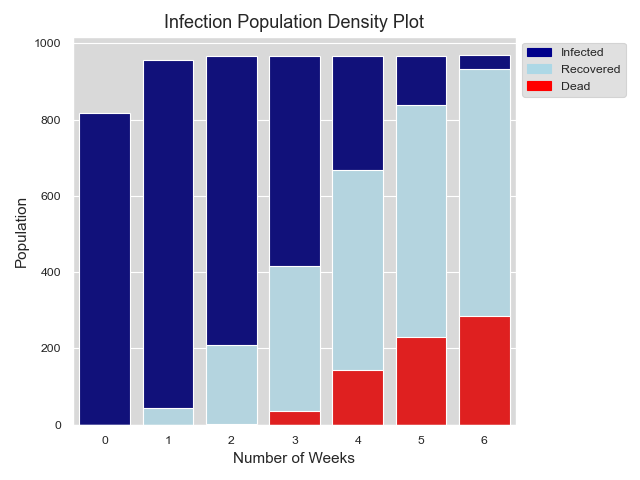 Infection Population Density Plot
1000
800
600
400
200
0
Population
0 1 2 3 4 5 6
Number of Weeks
Infected
Recovered
Dead